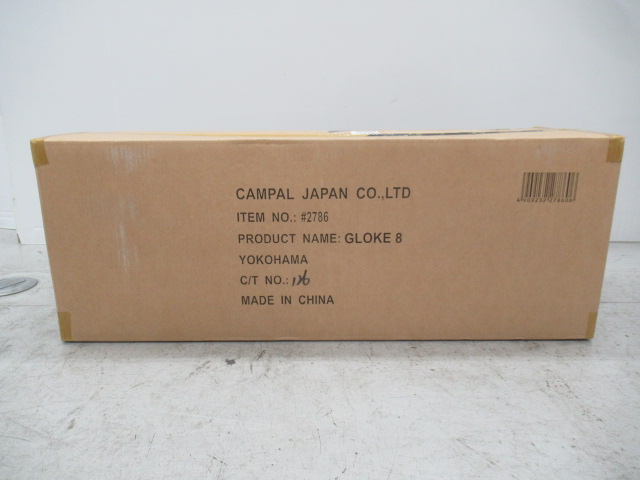 CAMPAL JAPAN CO.,LTD
ITEM NO.: #2786
PRODUCT NAME: GLOKE 8
YOKOHAMA
C/T NO.:
MADE IN CHINA